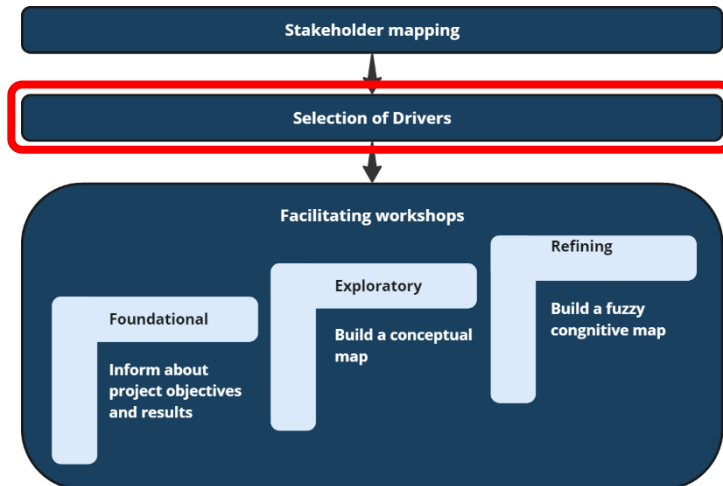 Stakeholder mapping
Selection of Drivers
Facilitating workshops
Foundational
Inform about
project objectives
and results
Exploratory
Build a conceptual
map
Refining
Build a fuzzy
congnitive map